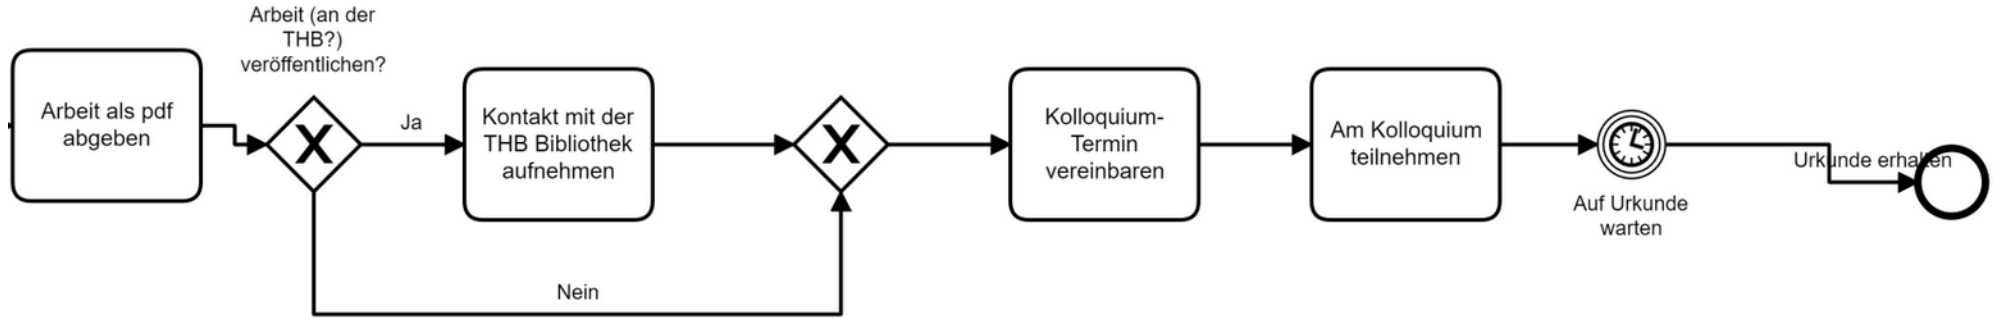 Arbeit als pdf
abgeben
Arbeit (an der
THB?)
veröffentlichen?
Ja
Nein
Kontakt mit der
THB Bibliothek
aufnehmen
Kolloquium-
Termin
vereinbaren
Am Kolloquium
teilnehmen
Auf Urkunde
warten
Urkunde erhalten